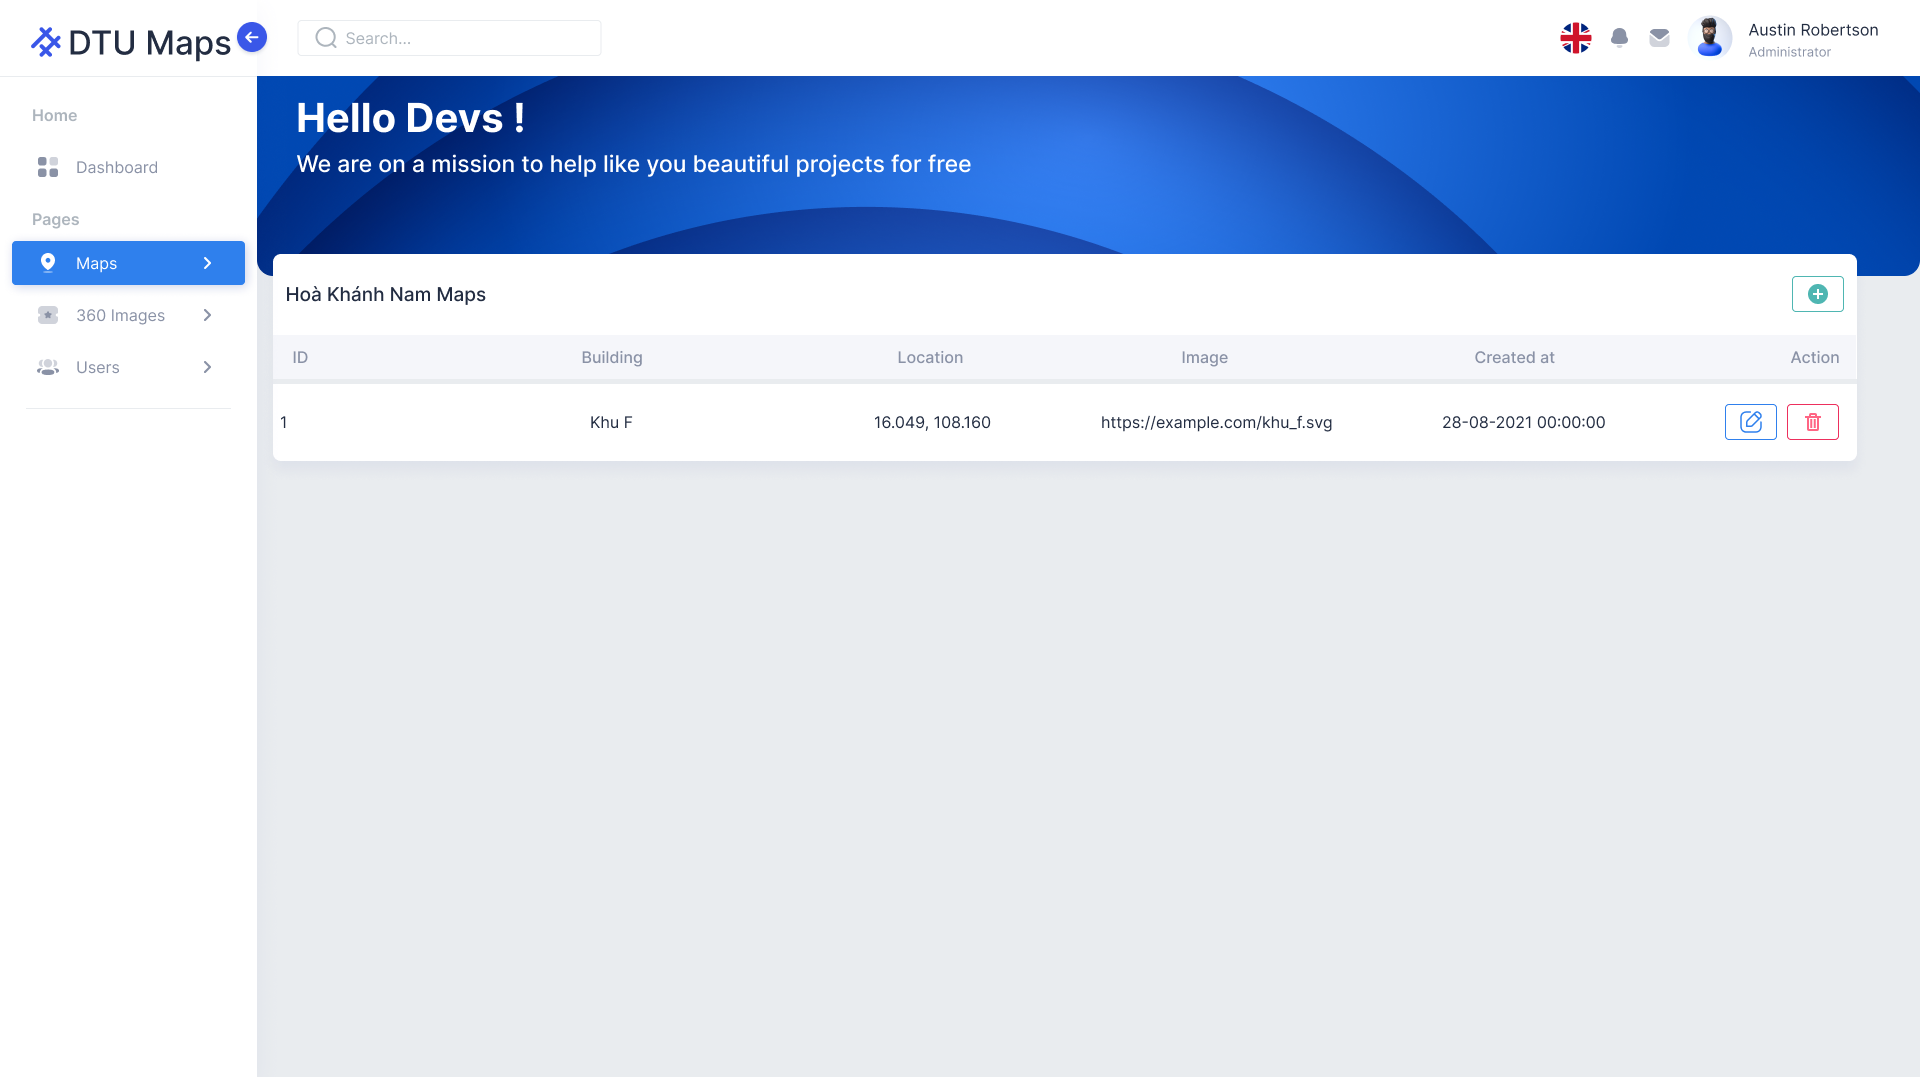 DTU Maps
Search...
Austin Robertson
Administrator
Home
Dashboard
Pages
Maps
360 Images
Users
Hello Devs !
We are on a mission to help like you beautiful projects for free
Hoà Khánh Nam Maps
ID Building Location Image Created at Action
1 Khu F 16.049, 108.160 https://example.com/khu_f.svg 28-08-2021 00:00:00